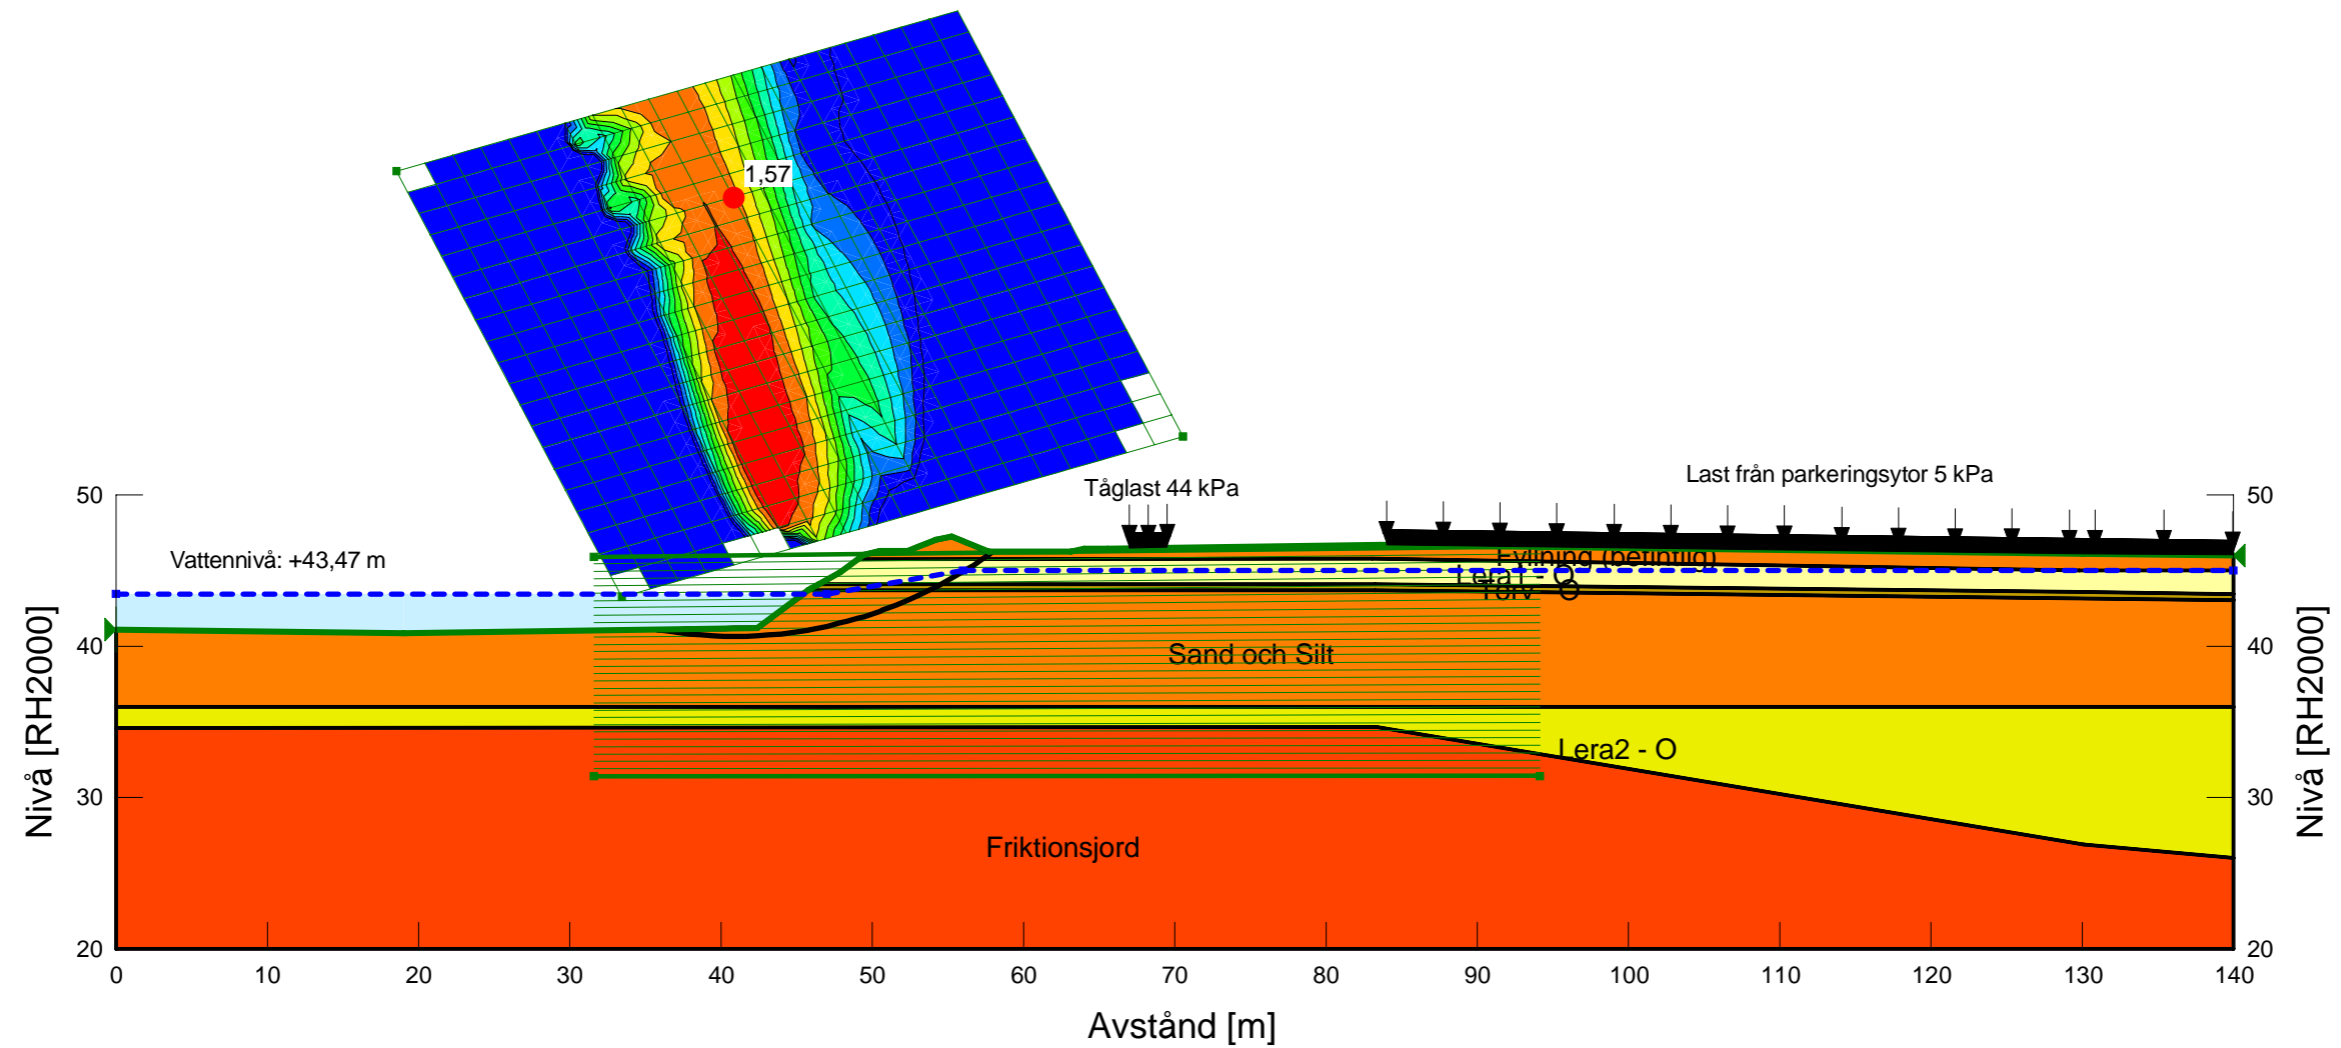 1,57
Tåglast 44 kPa
Last från parkeringsytor 5 kPa
50
50
Vattennivå: +43,47 m
Fyllning (befintlig)
Lera1 - O
Torv - O
40
40
Sand och Silt
Nivå [RH2000]
Nivå [RH2000]
Lera2 - O
30
30
Friktionsjord
20
20
0 10 20 30 40 50 60 70 80 90 100 110 120 130 140
Avstånd [m]